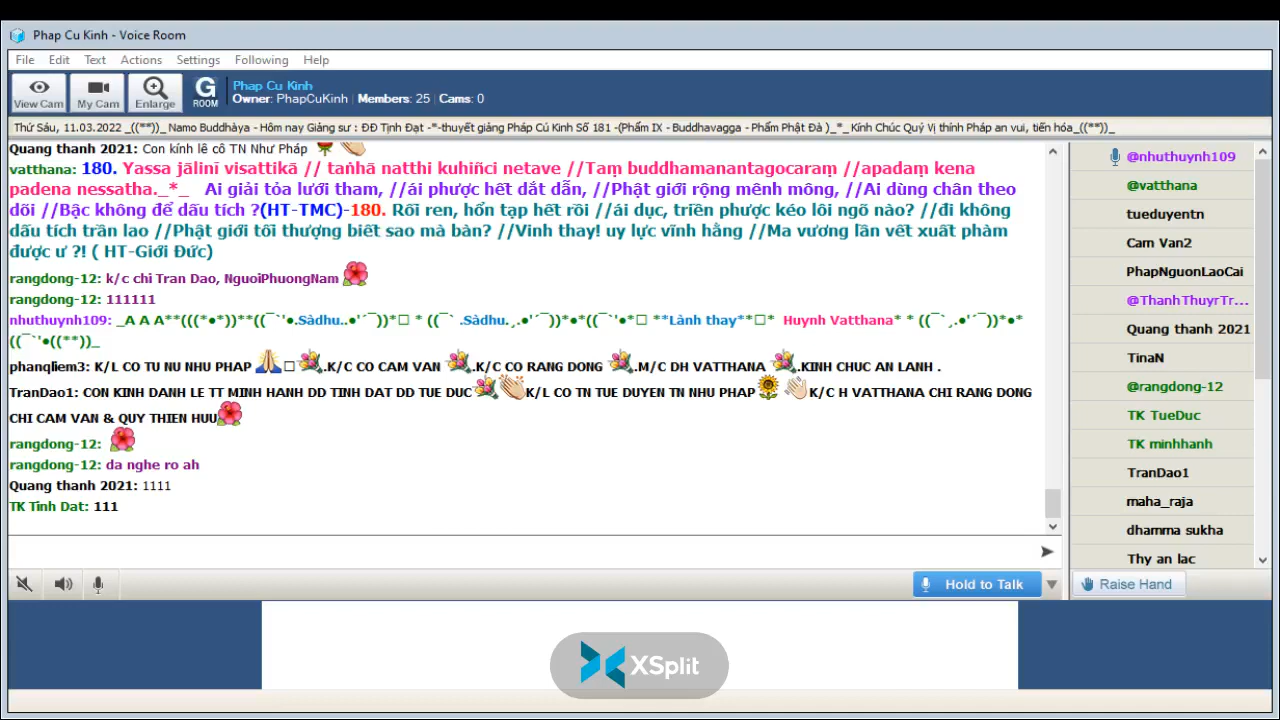 Phap Cu Kinh - Voice Room
File Edit Text Actions Settings Following Help
View Cam My Cam Enlarge G ROOM
Phap Cu Kinh
Owner: PhapCuKinh Members: 25 Cams: 0
Thứ Sáu, 11.03.2022 _((**))_ Namo Buddhàya - Hôm nay Giảng sư : ĐĐ Tịnh Đạt -*-thuyết giảng Pháp Cú Kinh Số 181 -(Phẩm IX - Buddhavagga - Phẩm Phật Đà )_*_ Kính Chúc Quý Vị thính Pháp an vui, tiến hóa_((**))_
Quang thanh 2021: Con kính lê cô TN Như Pháp
vatthana: 180. Yassa jālinī visattikā // taṅhā natthi kuhiñci netave //Taṃ buddhamanantagocaraṃ //apadaṃ kena
padena nessatha._*_ Ai giải tỏa lưới tham, //ái phược hết dắt dẫn, //Phật giới rộng mênh mông, //Ai dùng chân theo
dõi //Bậc không để dấu tích ?(HT-TMC)-180. Rối ren, hổn tạp hết rồi //ái dục, triền phược kéo lôi ngõ nào? //đi không
dấu tích trần lao //Phật giới tối thượng biết sao mà bàn? //Vinh thay! uy lực vĩnh hằng //Ma vương lần vết xuất phàm
được ư ?! ( HT-Giới Đức)
rangdong-12: k/c chi Tran Dao, NguoiPhuongNam
rangdong-12: 111111
nhuthuynh109: _A A A**(((*•*))**((¯`'•.Sàdhu..•'´¯))*□ * ((¯` .Sàdhu.¸.•'´¯))*•*((¯`'•*□ **Lành thay**□* Huynh Vatthana* * ((¯`¸.•'´¯))*•*
((¯`'•((**))_
phanqliem3: K/L CO TU NU NHU PHAP □ .K/C CO CAM VAN .K/C CO RANG DONG .M/C DH VATTHANA .KINH CHUC AN LANH .
TranDao1: CON KINH DANH LE TT MINH HANH DD TINH DAT DD TUE DUC K/L CO TN TUE DUYEN TN NHU PHAP K/C H VATTHANA CHI RANG DONG
CHI CAM VAN & QUY THIEN HUU
rangdong-12:
rangdong-12: da nghe ro ah
Quang thanh 2021: 1111
TK Tinh Dat: 111
@nhuthuynh109
@vatthana
tueduyentn
Cam Van2
PhapNguonLaoCai
@ThanhThuyrTr...
Quang thanh 2021
TinaN
@rangdong-12
TK TueDuc
TK minhhanh
TranDao1
maha_raja
dhamma sukha
Thy an lac
Hold to Talk
Raise Hand
XSplit